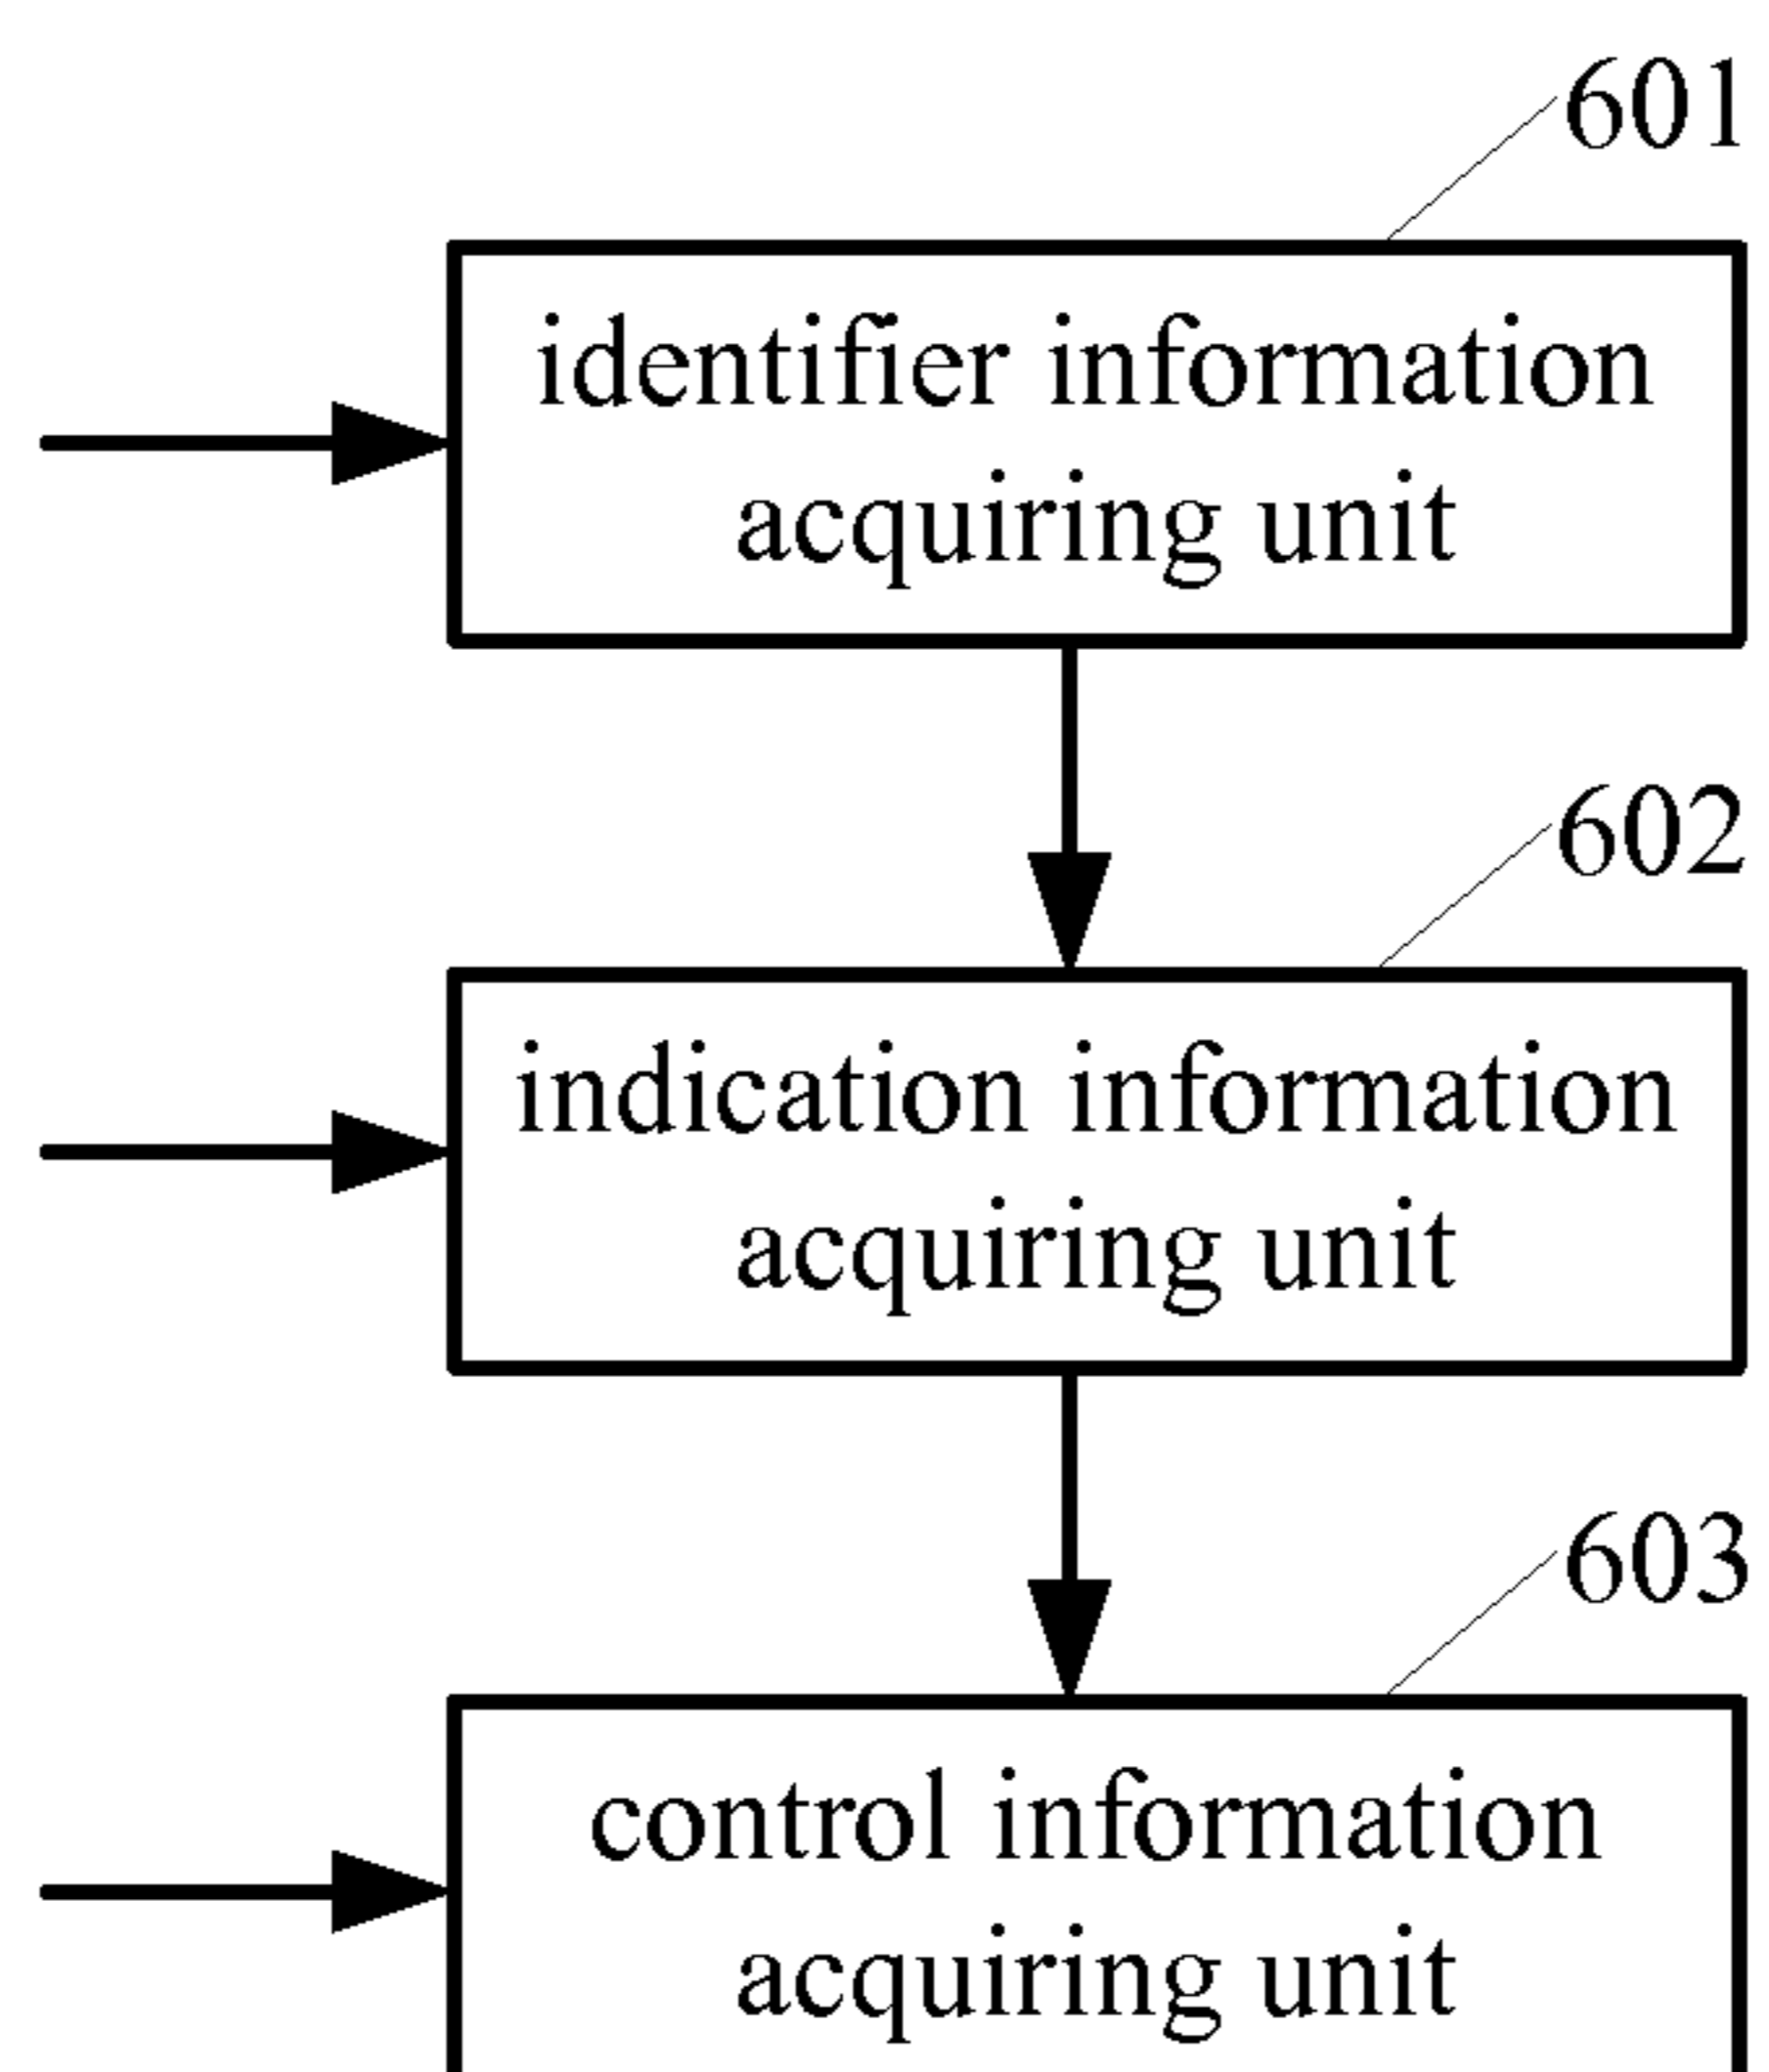 601
identifier information
acquiring unit
602
indication information
acquiring unit
603
control information
acquiring unit